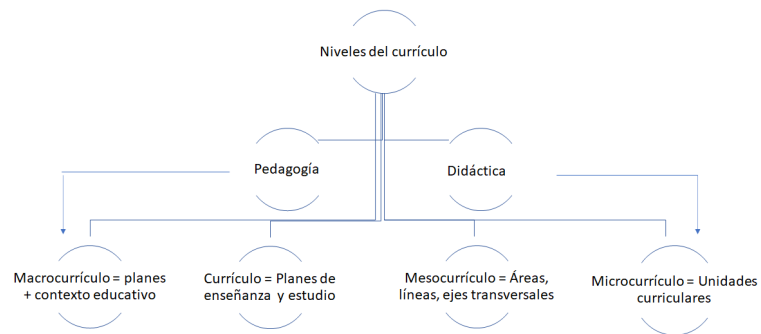 Niveles del currículo
Pedagogía
Didáctica
Macrocurrículo = planes
+ contexto educativo
Currículo = Planes de
enseñanza y estudio
Mesocurrículo = Áreas,
líneas, ejes transversales
Microcurrículo = Unidades
curriculares